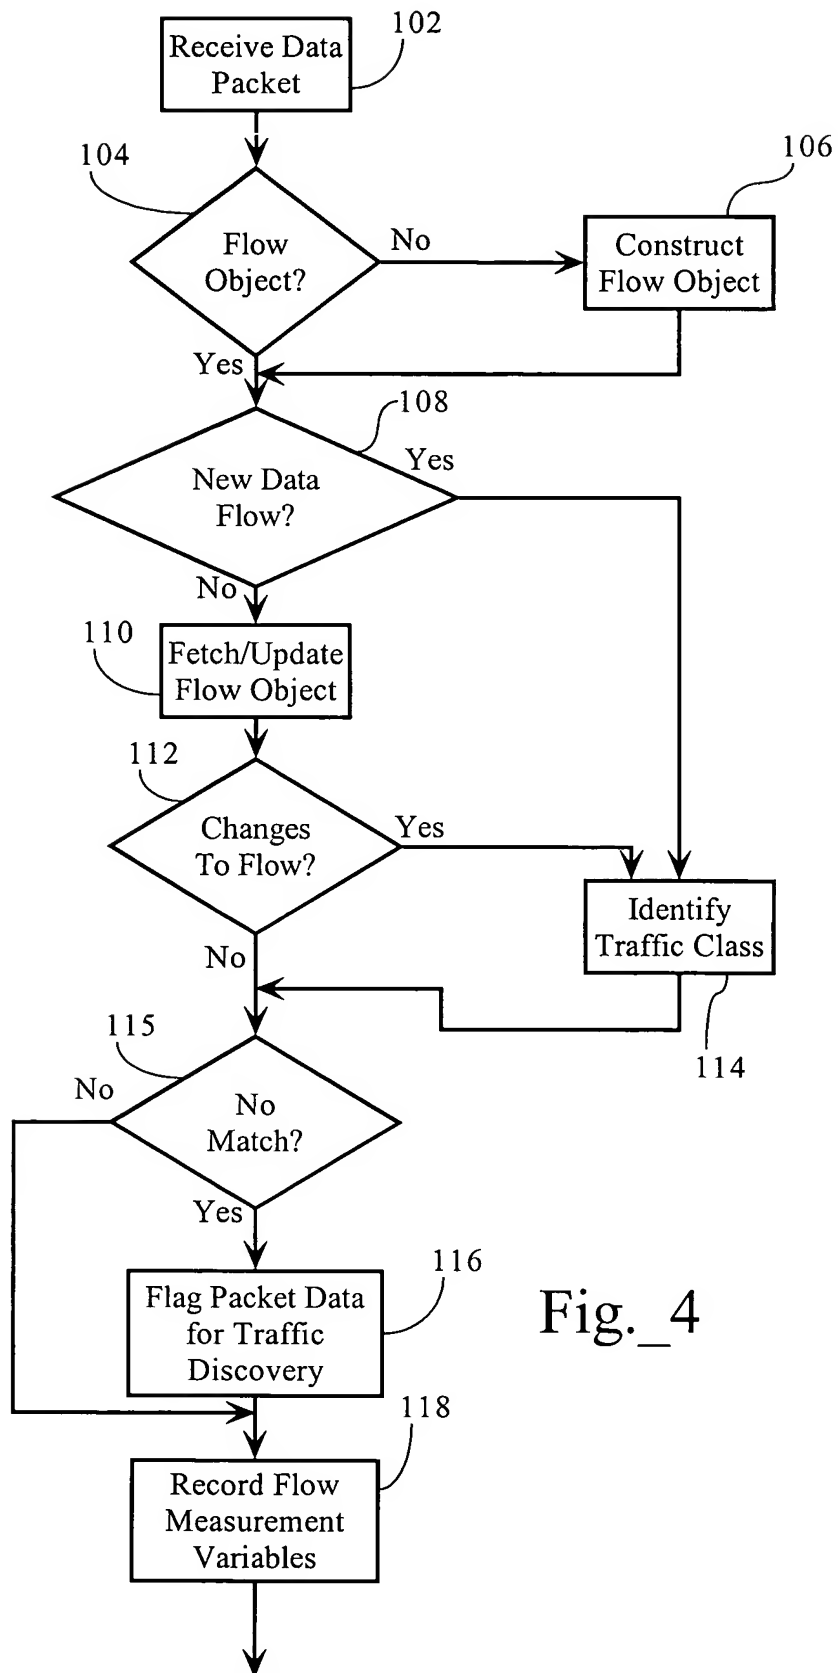 Receive Data
Packet
102
104
Flow
Object?
No
106
Construct
Flow Object
Yes
108
New Data
Flow?
Yes
No
110
Fetch/Update
Flow Object
112
Changes
To Flow?
Yes
Identify
Traffic Class
No
114
115
No
No
Match?
Yes
116
Flag Packet Data
for Traffic
Discovery
Fig._4
118
Record Flow
Measurement
Variables